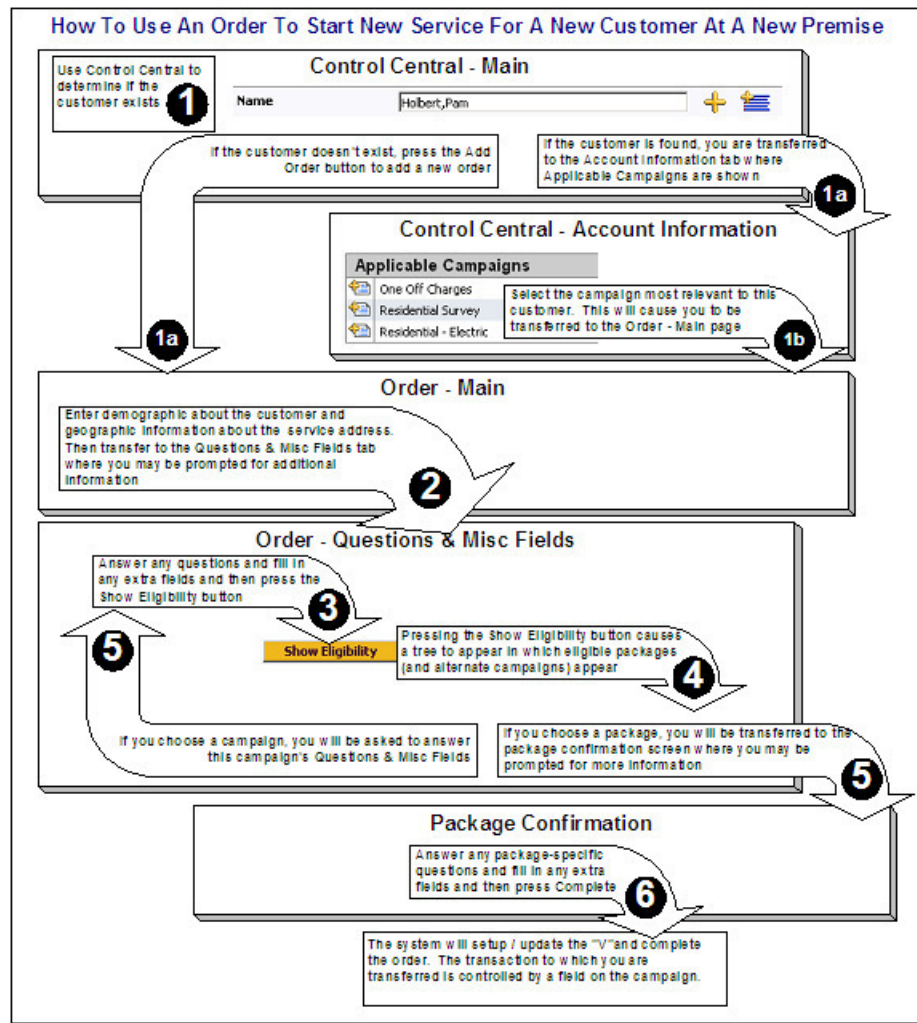 How To Use An Order To Start New Service For A New Customer At A New Premise
Use Control Central to
determine if the
customer exists
1
Control Central - Main
Name
Holbert,Pam
If the customer doesn't exist, press the Add
Order button to add a new order
If the customer is found, you are transferred
to the Account Information tab where
Applicable Campaigns are shown
1a
Control Central - Account Information
Applicable Campaigns
One Off Charges
Residential Survey
Residential - Electric
Select the campaign most relevant to this
customer. This will cause you to be
transferred to the Order - Main page
1b
1a
Order - Main
Enter demographic about the customer and
geographic information about the service address.
Then transfer to the Questions & Misc Fields tab
where you may be prompted for additional
information
2
Order - Questions & Misc Fields
Answer any questions and fill in
any extra fields and then press the
Show Eligibility button
3
Show Eligibility
Pressing the Show Eligibility button causes
a tree to appear in which eligible packages
(and alternate campaigns) appear
4
5
If you choose a campaign, you will be asked to answer
this campaign's Questions & Misc Fields
If you choose a package, you will be transferred to the
package confirmation screen where you may be
prompted for more information
5
Package Confirmation
Answer any package-specific
questions and fill in any extra
fields and then press Complete
6
The system will setup / update the "V"and complete
the order. The transaction to which you are
transferred is controlled by a field on the campaign.